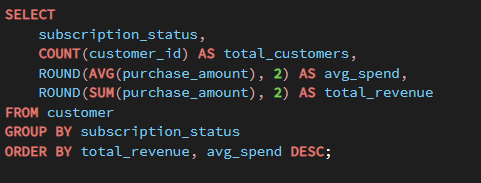 SELECT
    subscription_status,
    COUNT(customer_id) AS total_customers,
    ROUND(AVG(purchase_amount), 2) AS avg_spend,
    ROUND(SUM(purchase_amount), 2) AS total_revenue
FROM customer
GROUP BY subscription_status
ORDER BY total_revenue, avg_spend DESC;